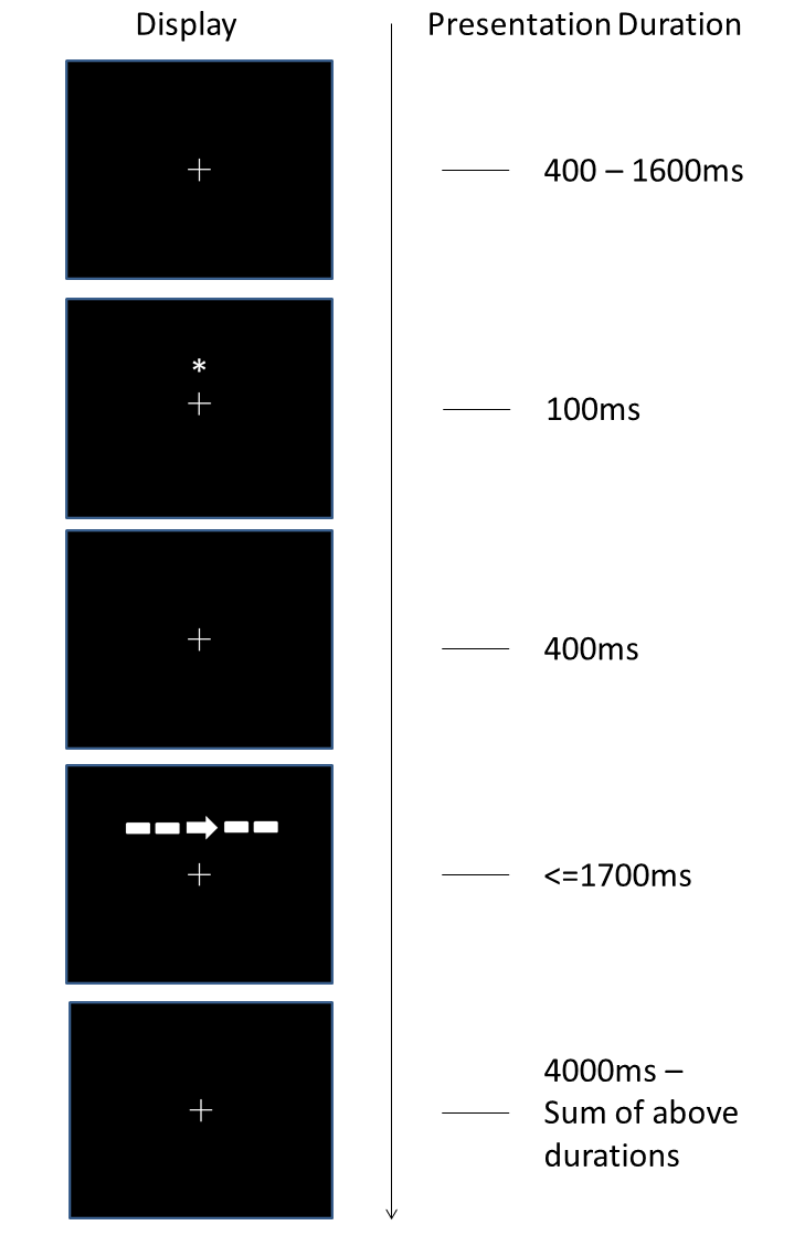 Display
Presentation Duration
400 – 1600ms
*
100ms
400ms
<=1700ms
4000ms –
Sum of above
durations